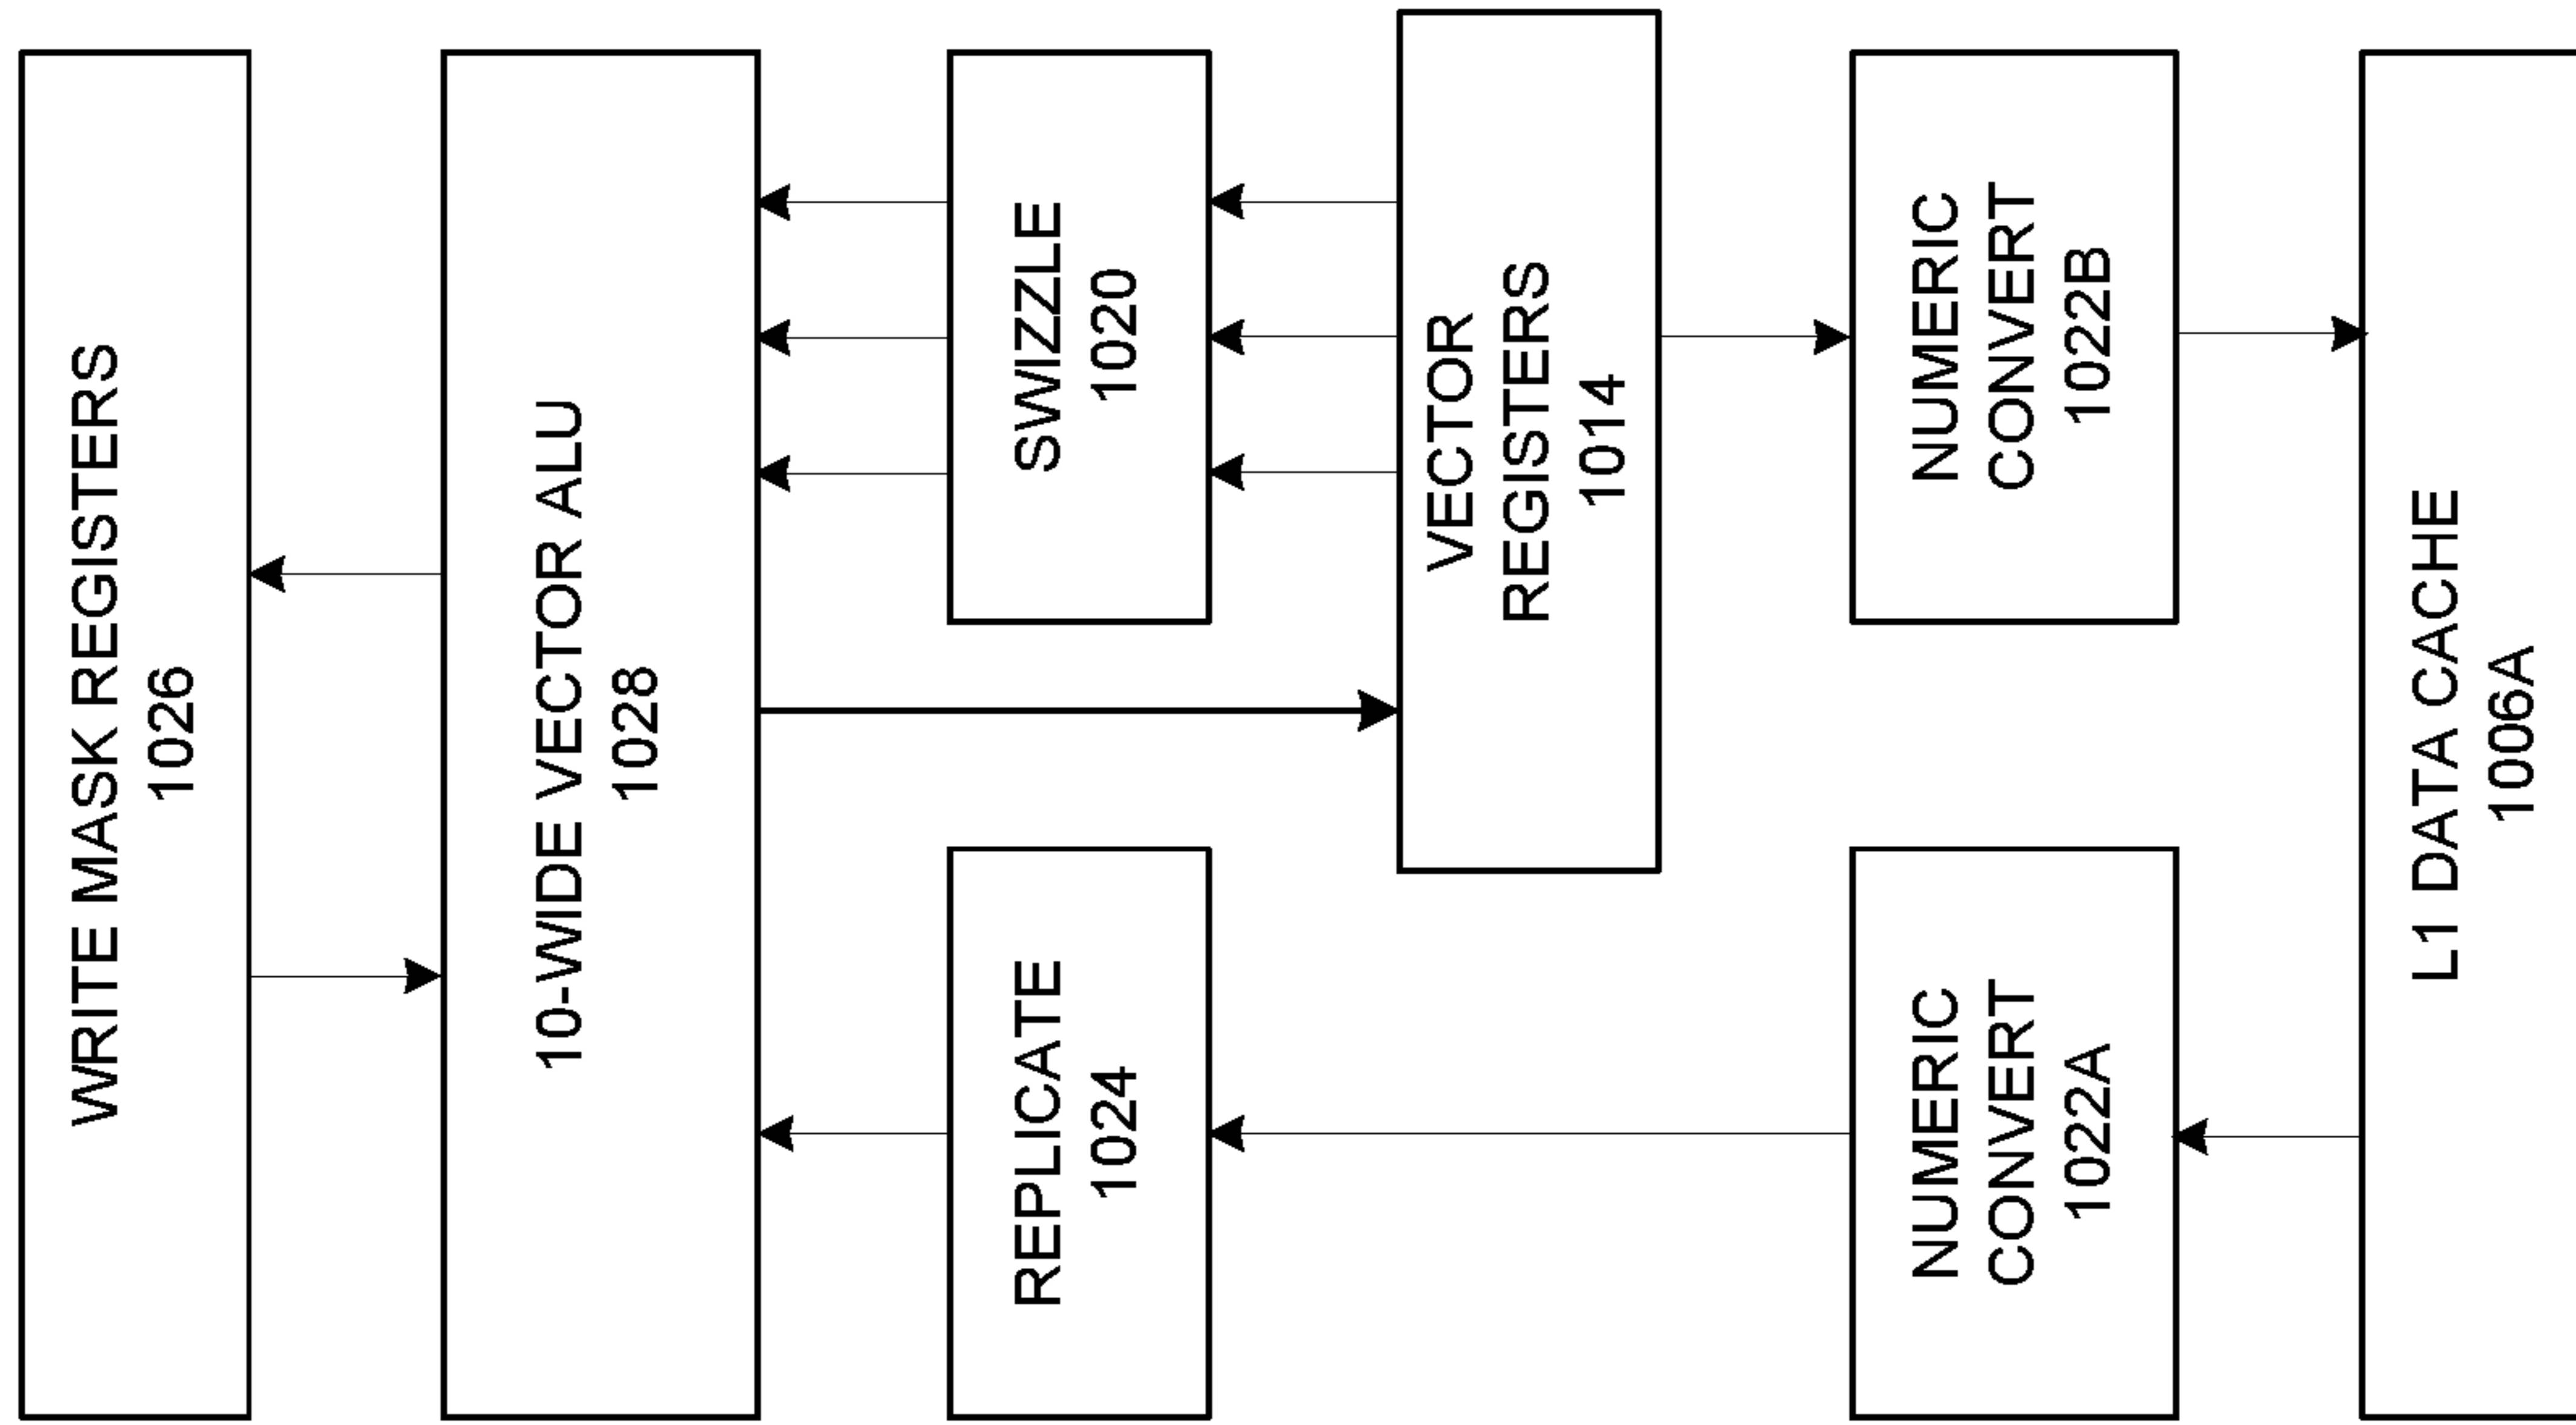 WRITE MASK REGISTERS
1026
10-WIDE VECTOR ALU
1028
REPLICATE
1024
SWIZZLE
1020
VECTOR
REGISTERS
1014
NUMERIC
CONVERT
1022A
NUMERIC
CONVERT
1022B
L1 DATA CACHE
1006A